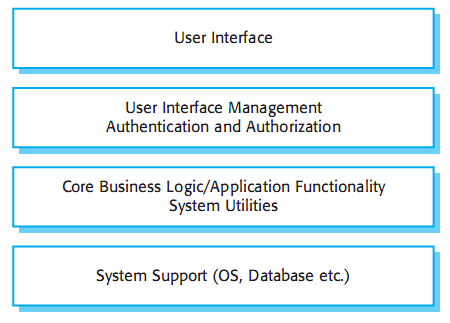 User Interface
User Interface Management
Authentication and Authorization
Core Business Logic/Application Functionality
System Utilities
System Support (OS, Database etc.)